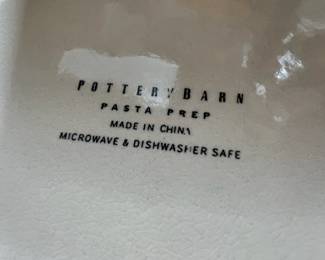 POTTERY BARN
PASTA PREP
MADE IN CHINA
MICROWAVE & DISHWASHER SAFE